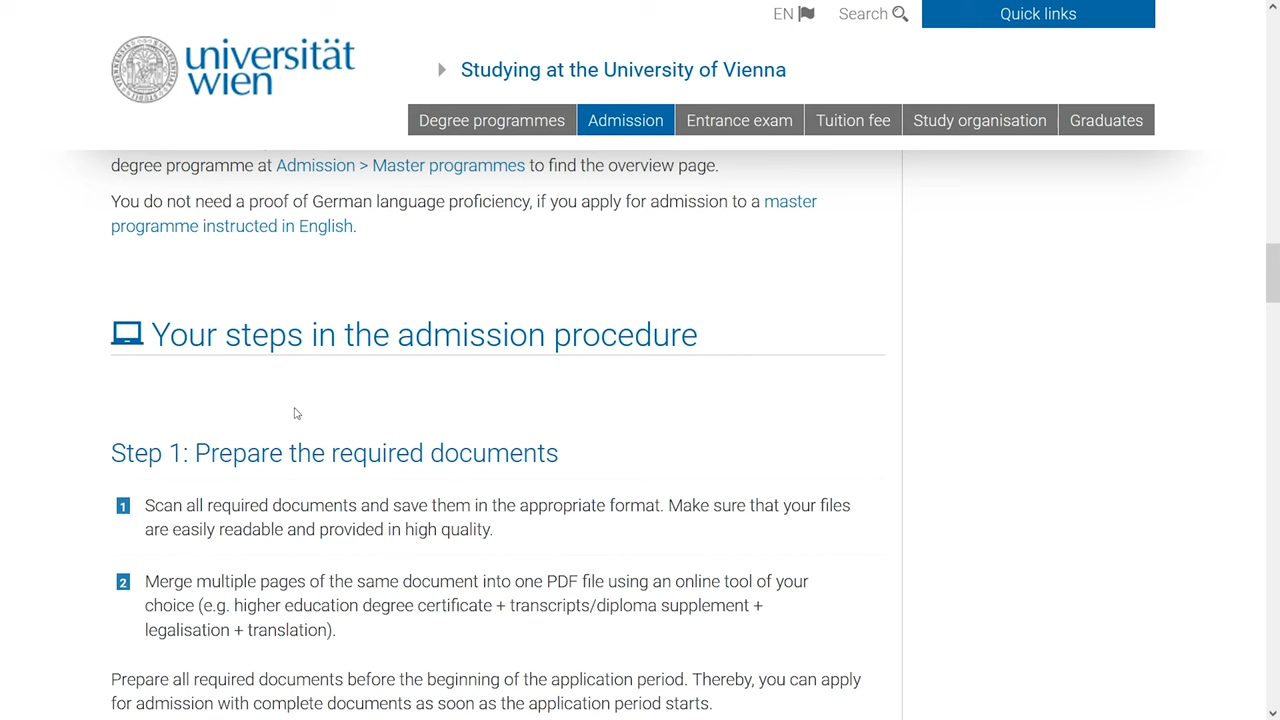 EN
Search
Quick links
universität
wien
Studying at the University of Vienna
Degree programmes
Admission
Entrance exam
Tuition fee
Study organisation
Graduates
degree programme at Admission > Master programmes to find the overview page.
You do not need a proof of German language proficiency, if you apply for admission to a master
programme instructed in English.
Your steps in the admission procedure
Step 1: Prepare the required documents
1 Scan all required documents and save them in the appropriate format. Make sure that your files
are easily readable and provided in high quality.
2 Merge multiple pages of the same document into one PDF file using an online tool of your
choice (e.g. higher education degree certificate + transcripts/diploma supplement +
legalisation + translation).
Prepare all required documents before the beginning of the application period. Thereby, you can apply
for admission with complete documents as soon as the application period starts.